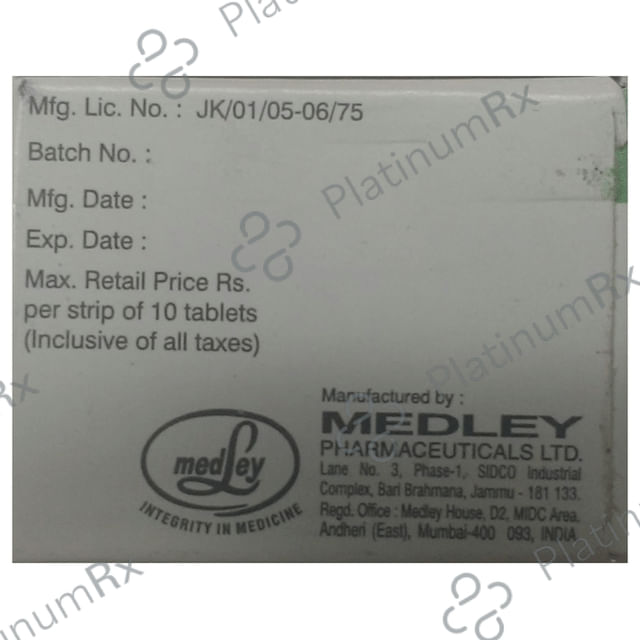 PlatinumRx
Mfg. Lic. No. : JK/01/05-06/75
Batch No. :
Mfg. Date :
Exp. Date :
Max. Retail Price Rs.
per strip of 10 tablets
(Inclusive of all taxes)
PlatinumRx
PlatinumRx
Manufactured by :
MEDLEY
PHARMACEUTICALS LTD.
Lane No. 3, Phase-1, SIDCO Industrial
Complex, Bari Brahmana, Jammu - 181 133.
Regd. Office : Medley House, D2, MIDC Area,
Andheri (East), Mumbai-400 093, INDIA
medley
INTEGRITY IN MEDICINE
PlatinumRx